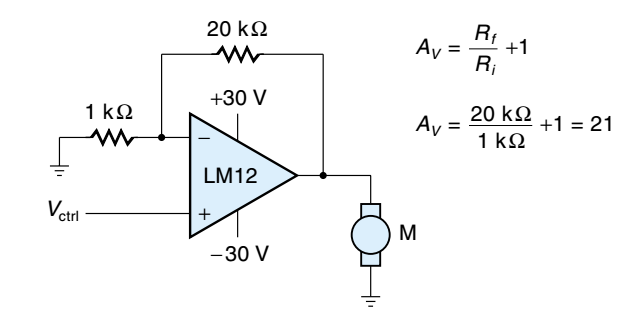 20 kΩ
A_V = R_f / R_i +1
+30 V
1 kΩ
A_V = 20 kΩ / 1 kΩ +1 = 21
−
LM12
V_ctrl
+
M
−30 V